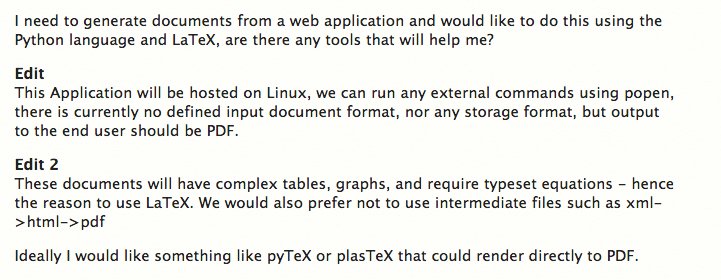 I need to generate documents from a web application and would like to do this using the
Python language and LaTeX, are there any tools that will help me?
Edit
This Application will be hosted on Linux, we can run any external commands using popen,
there is currently no defined input document format, nor any storage format, but output
to the end user should be PDF.
Edit 2
These documents will have complex tables, graphs, and require typeset equations – hence
the reason to use LaTeX. We would also prefer not to use intermediate files such as xml-
>html->pdf
Ideally I would like something like pyTeX or plasTeX that could render directly to PDF.